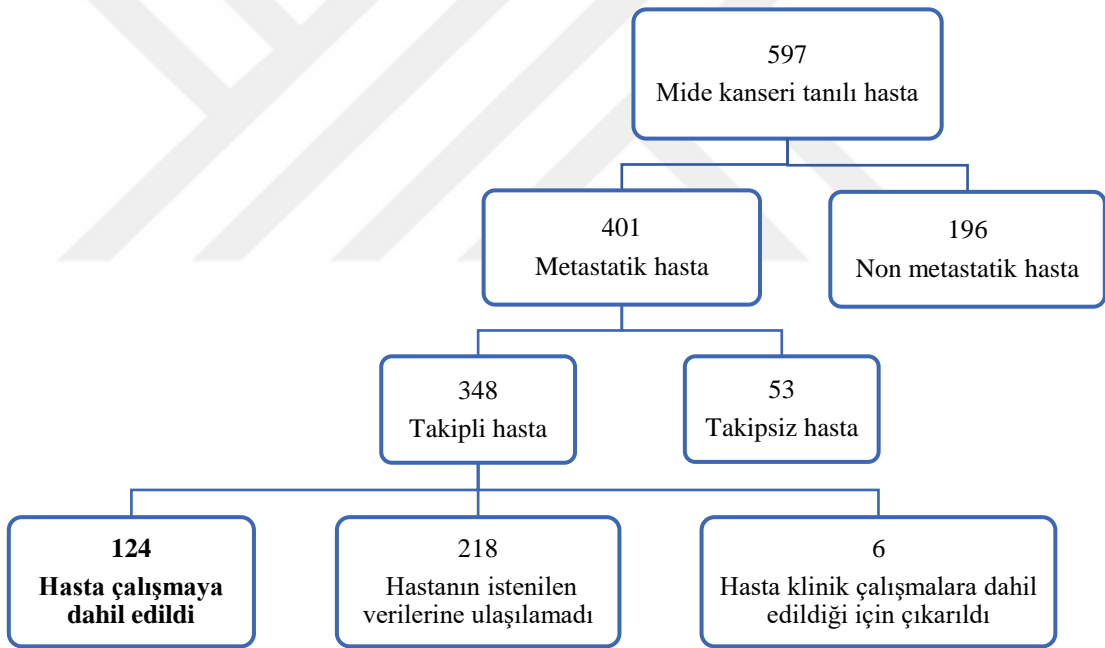 597
Mide kanseri tanılı hasta
401
Metastatik hasta
196
Non metastatik hasta
348
Takipli hasta
53
Takipsiz hasta
124
Hasta çalışmaya
dahil edildi
218
Hastanın istenilen
verilerine ulaşılamadı
6
Hasta klinik çalışmalara dahil
edildiği için çıkarıldı